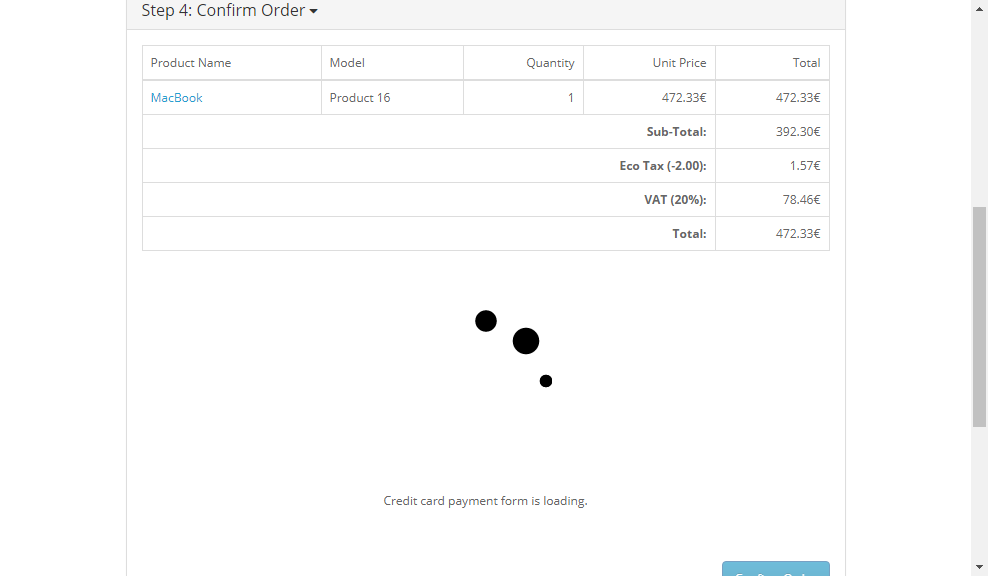 Step 4: Confirm Order
Product Name Model Quantity Unit Price Total
MacBook Product 16 1 472.33€ 472.33€
Sub-Total: 392.30€
Eco Tax (-2.00): 1.57€
VAT (20%): 78.46€
Total: 472.33€
Credit card payment form is loading.